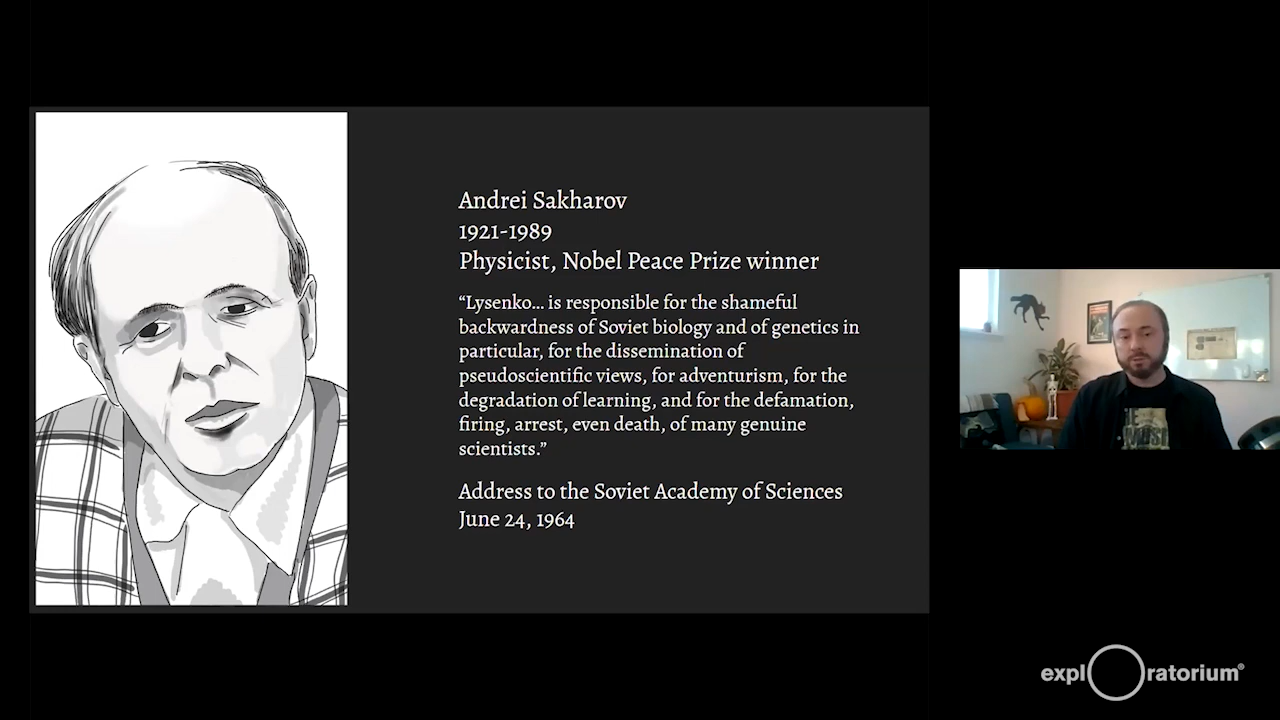 Andrei Sakharov
1921-1989
Physicist, Nobel Peace Prize winner
“Lysenko... is responsible for the shameful
backwardness of Soviet biology and of genetics in
particular, for the dissemination of
pseudoscientific views, for adventurism, for the
degradation of learning, and for the defamation,
firing, arrest, even death, of many genuine
scientists.”
Address to the Soviet Academy of Sciences
June 24, 1964
expl ratorium®